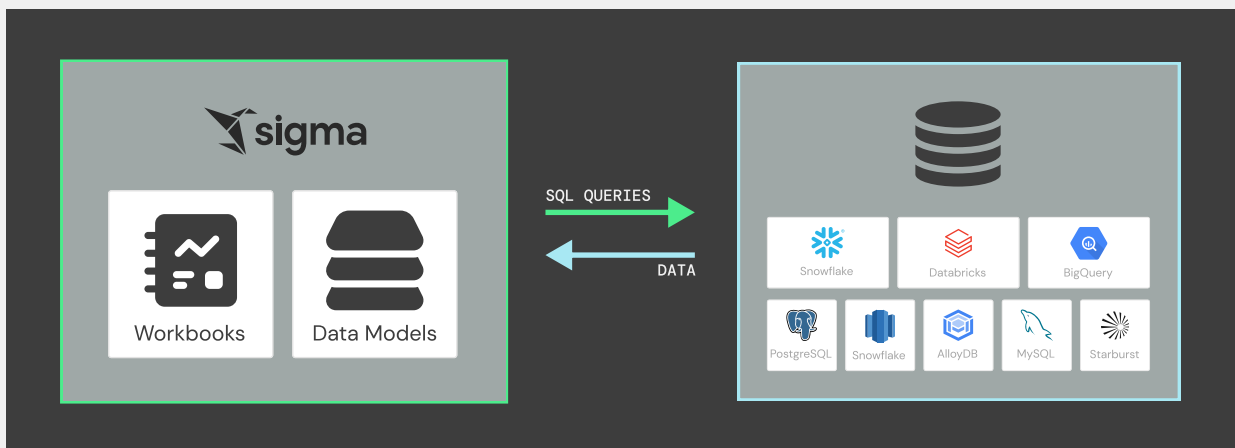 sigma
Workbooks
Data Models
SQL QUERIES
DATA
Snowflake
Databricks
BigQuery
PostgreSQL
Snowflake
AlloyDB
MySQL
Starburst